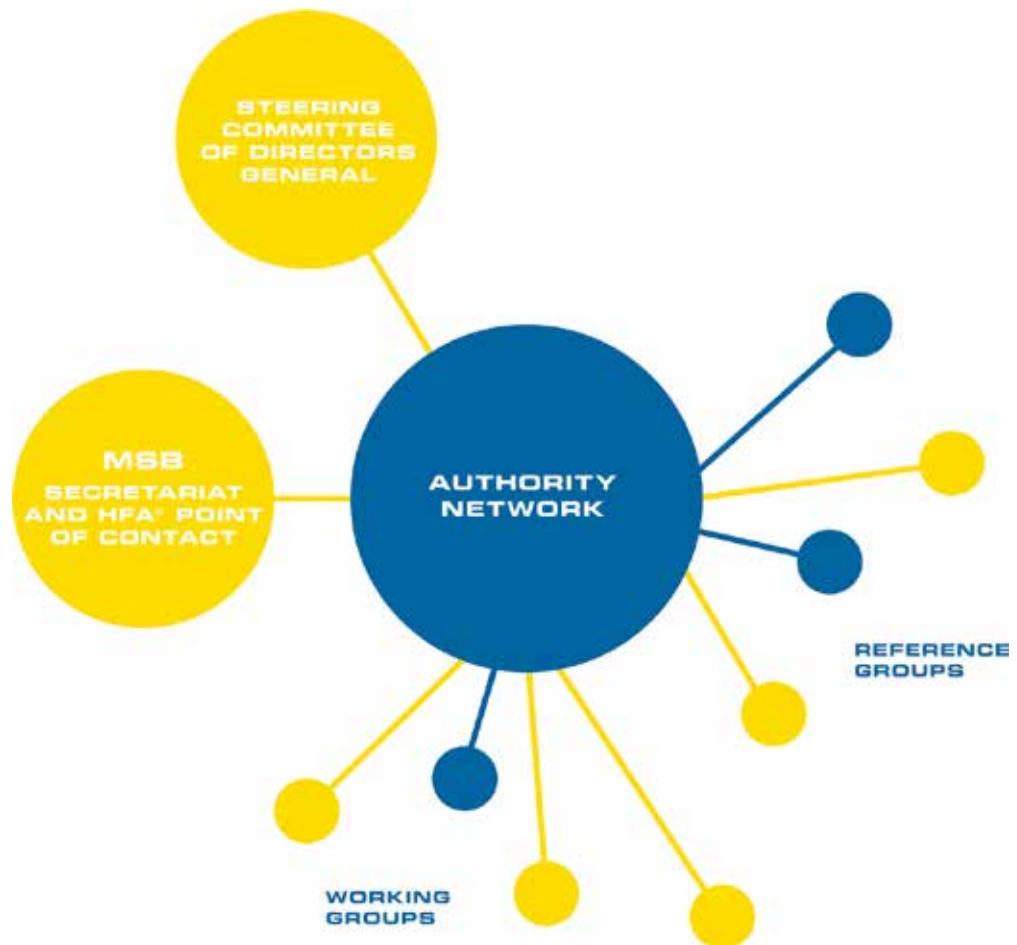 STEERING
COMMITTEE
OF DIRECTORS
GENERAL
MSB
SECRETARIAT
AND HFA* POINT
OF CONTACT
AUTHORITY
NETWORK
REFERENCE
GROUPS
WORKING
GROUPS